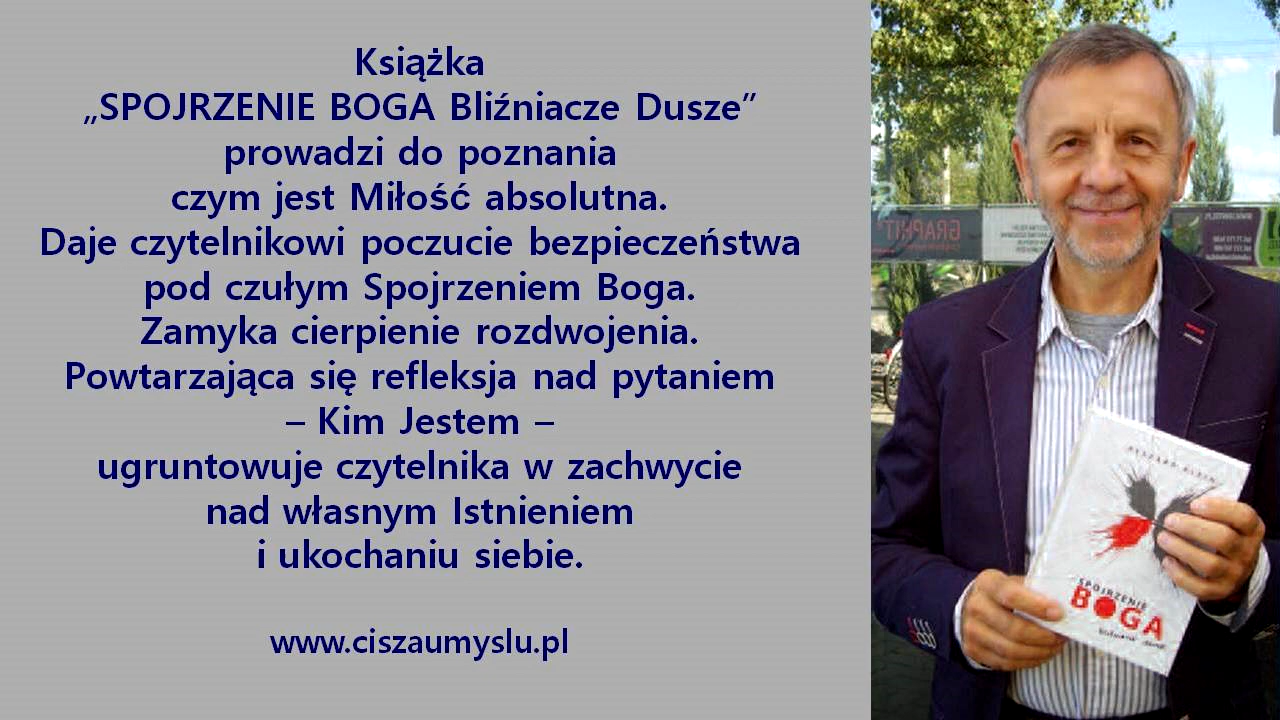 Książka
„SPOJRZENIE BOGA Bliźniacze Dusze”
prowadzi do poznania
czym jest Miłość absolutna.
Daje czytelnikowi poczucie bezpieczeństwa
pod czułym Spojrzeniem Boga.
Zamyka cierpienie rozdwojenia.
Powtarzająca się refleksja nad pytaniem
– Kim Jestem –
ugruntowuje czytelnika w zachwycie
nad własnym Istnieniem
i ukochaniu siebie.
www.ciszaumyslu.pl
GRAPHIT
SPOJRZENIE
BOGA